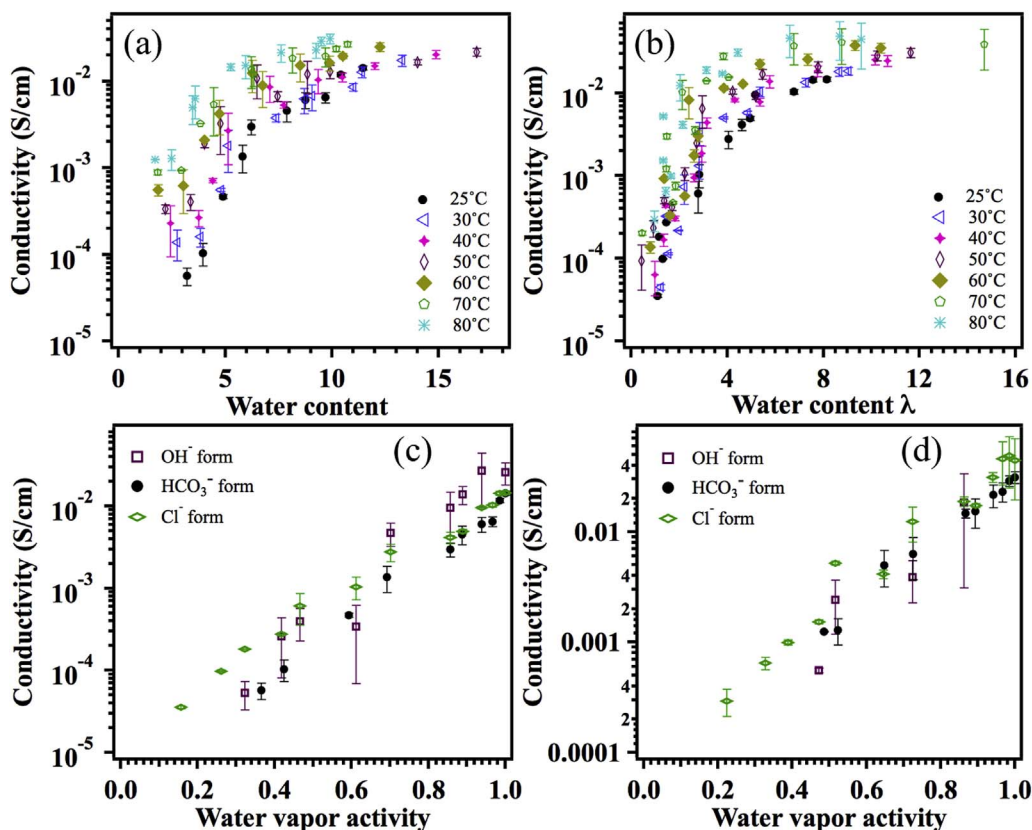 (a)
Conductivity (S/cm)
10⁻²
10⁻³
10⁻⁴
10⁻⁵
25°C
30°C
40°C
50°C
60°C
70°C
80°C
0 5 10 15
Water content
(b)
Conductivity (S/cm)
10⁻²
10⁻³
10⁻⁴
10⁻⁵
25°C
30°C
40°C
50°C
60°C
70°C
80°C
0 4 8 12 16
Water content λ
(c)
OH⁻ form
HCO₃⁻ form
Cl⁻ form
Conductivity (S/cm)
10⁻²
10⁻³
10⁻⁴
10⁻⁵
0.0 0.2 0.4 0.6 0.8 1.0
Water vapor activity
(d)
OH⁻ form
HCO₃⁻ form
Cl⁻ form
Conductivity (S/cm)
4
2
0.01
4
2
0.001
4
2
0.0001
0.0 0.2 0.4 0.6 0.8 1.0
Water vapor activity